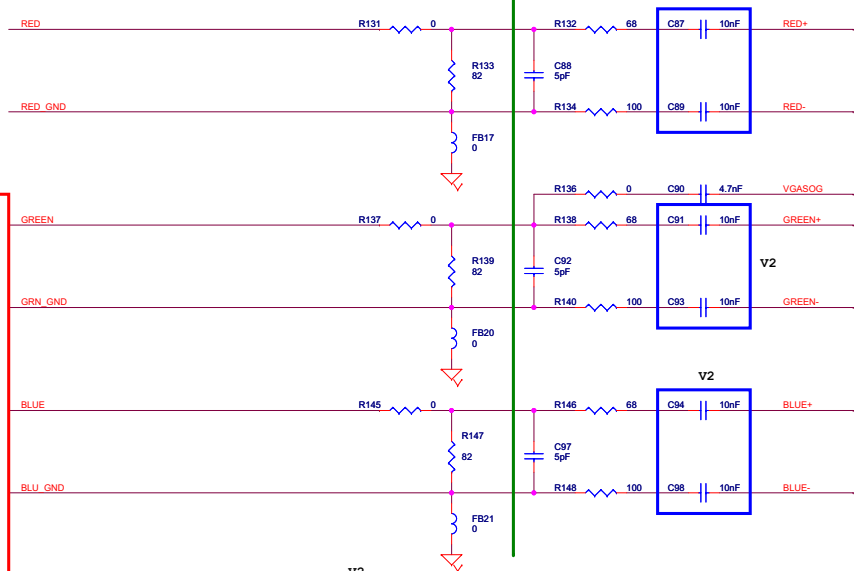 RED R131 0 R132 68 C87 10nF RED+
R133
82
C88
5pF
RED_GND R134 100 C89 10nF RED-
FB17
0
R136 0 C90 4.7nF VGASOG
GREEN R137 0 R138 68 C91 10nF GREEN+
R139
82
C92
5pF
V2
GRN_GND R140 100 C93 10nF GREEN-
FB20
0
V2
BLUE R145 0 R146 68 C94 10nF BLUE+
R147
82
C97
5pF
BLU_GND R148 100 C98 10nF BLUE-
FB21
0
V2